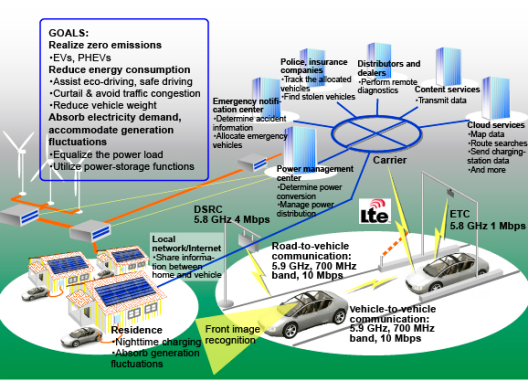 GOALS:
Realize zero emissions
•EVs, PHEVs
Reduce energy consumption
•Assist eco-driving, safe driving
•Curtail & avoid traffic congestion
•Reduce vehicle weight
Absorb electricity demand,
accommodate generation
fluctuations
•Equalize the power load
•Utilize power-storage functions
Police, insurance
companies
•Track the allocated
vehicles
•Find stolen vehicles
Distributors and
dealers
•Perform remote
diagnostics
Content services
•Transmit data
Emergency notifi-
cation center
•Determine accident
information
•Allocate emergency
vehicles
Cloud services
•Map data
•Route searches
•Send charging-
station data
•And more
Carrier
Power management
center
•Determine power
conversion
•Manage power
distribution
DSRC
5.8 GHz 4 Mbps
LTE
ETC
5.8 GHz 1 Mbps
Local
network/Internet
•Share informa-
tion between
home and vehicle
Road-to-vehicle
communication:
5.9 GHz, 700 MHz
band, 10 Mbps
Vehicle-to-vehicle
communication:
5.9 GHz, 700 MHz
band, 10 Mbps
Residence
•Nighttime charging
•Absorb generation
fluctuations
Front image
recognition